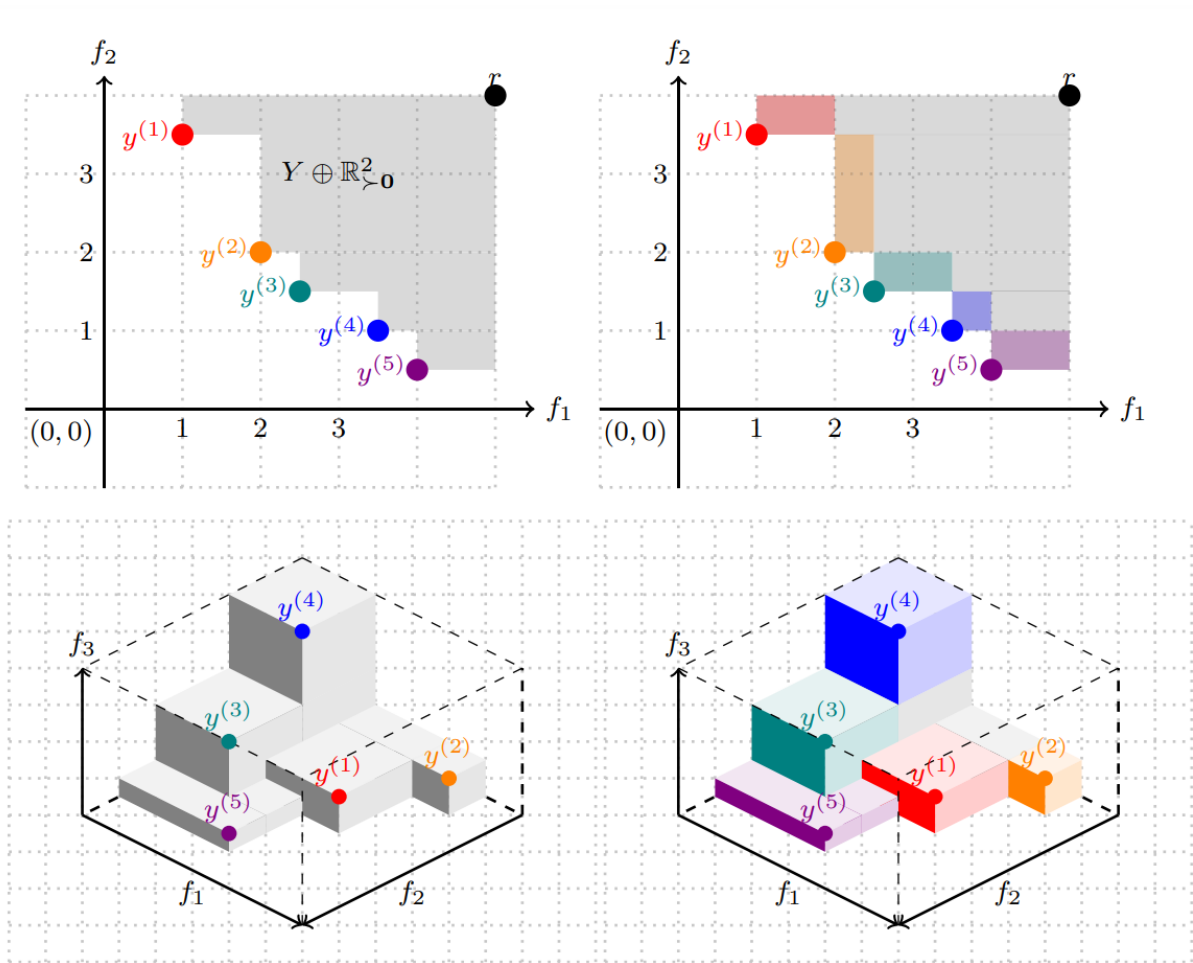 f₂
r
y⁽¹⁾
3
Y ⊕ ℝ²≻𝟎
2
y⁽²⁾
y⁽³⁾
1
y⁽⁴⁾
y⁽⁵⁾
f₁
(0, 0)
1
2
3
f₂
r
y⁽¹⁾
3
2
y⁽²⁾
y⁽³⁾
1
y⁽⁴⁾
y⁽⁵⁾
f₁
(0, 0)
1
2
3
y⁽⁴⁾
f₃
y⁽³⁾
y⁽²⁾
y⁽¹⁾
y⁽⁵⁾
f₁
f₂
y⁽⁴⁾
f₃
y⁽³⁾
y⁽²⁾
y⁽¹⁾
y⁽⁵⁾
f₁
f₂